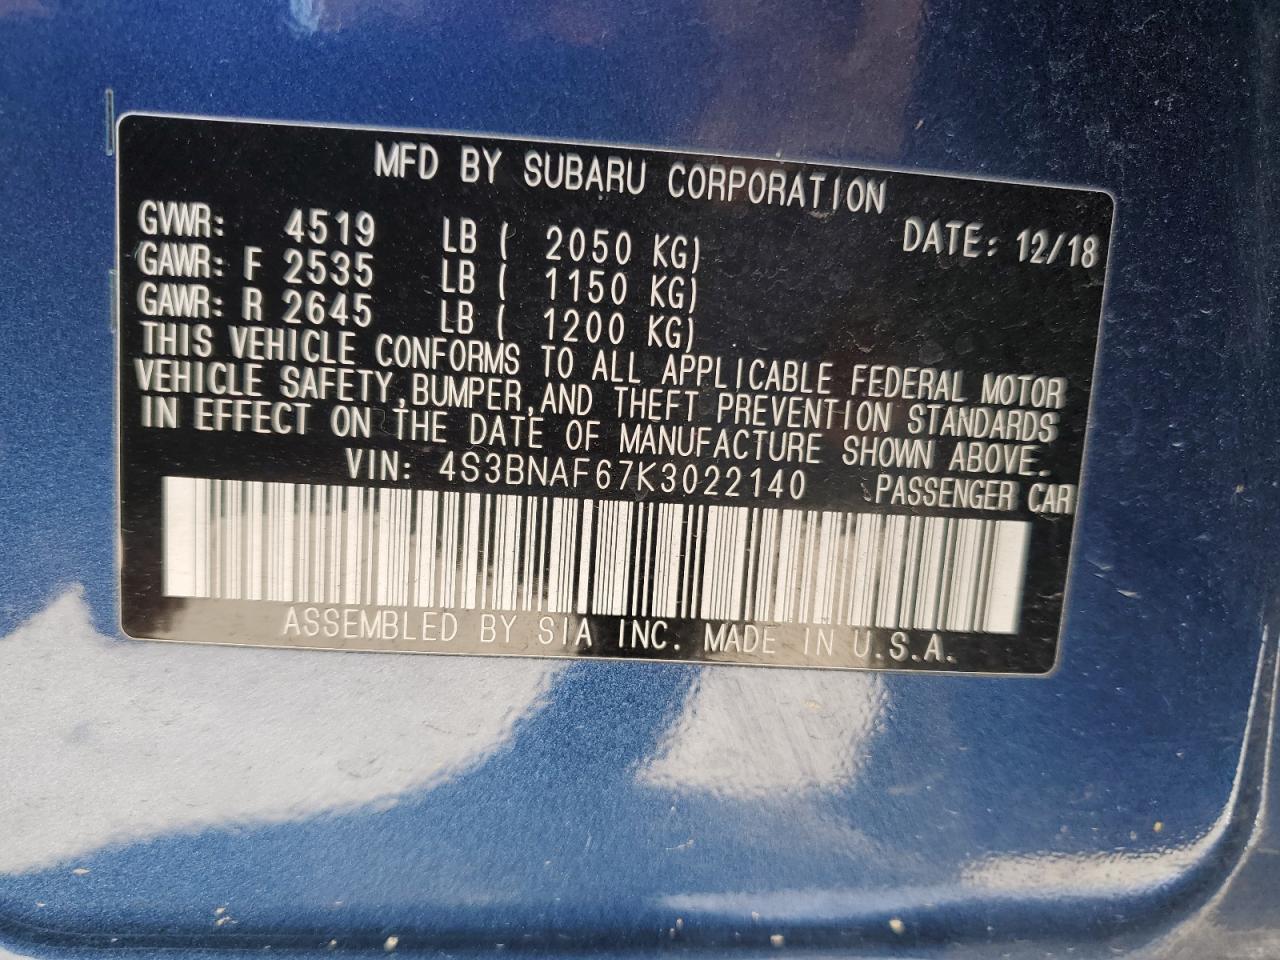 MFD BY SUBARU CORPORATION
GVWR: 4519 LB ( 2050 KG) DATE: 12/18
GAWR: F 2535 LB ( 1150 KG)
GAWR: R 2645 LB ( 1200 KG)
THIS VEHICLE CONFORMS TO ALL APPLICABLE FEDERAL MOTOR
VEHICLE SAFETY, BUMPER, AND THEFT PREVENTION STANDARDS
IN EFFECT ON THE DATE OF MANUFACTURE SHOWN ABOVE.
VIN: 4S3BNAF67K3022140 PASSENGER CAR
ASSEMBLED BY SIA INC. MADE IN U.S.A.